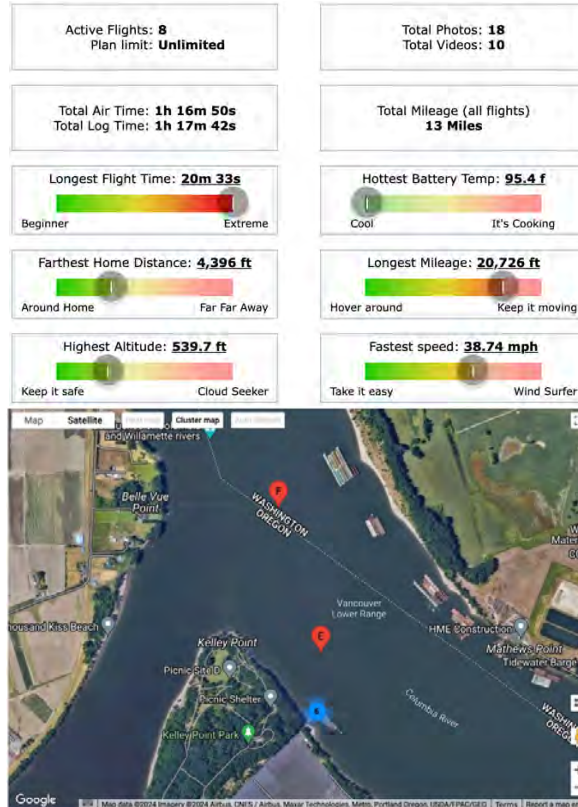 Active Flights: 8
Plan limit: Unlimited
Total Photos: 18
Total Videos: 10
Total Air Time: 1h 16m 50s
Total Log Time: 1h 17m 42s
Total Mileage (all flights)
13 Miles
Longest Flight Time: 20m 33s
Beginner
Extreme
Hottest Battery Temp: 95.4 f
Cool
It's Cooking
Farthest Home Distance: 4,396 ft
Around Home
Far Far Away
Longest Mileage: 20,726 ft
Hover around
Keep it moving
Highest Altitude: 539.7 ft
Keep it safe
Cloud Seeker
Fastest speed: 38.74 mph
Take it easy
Wind Surfer
Map
Satellite
Cluster map
and Willamette rivers
Belle Vue
Point
F
WASHINGTON
OREGON
Vancouver
Lower Range
HME Construction
Mathews Point
Tidewater Barge
housand Kiss Beach
Kelley Point
E
Picnic Site D
Picnic Shelter
Kelley Point Park
Columbia River
WASHING
OREG
Google
Map data ©2024 Imagery ©2024 Airbus, CNES / Airbus, Maxar Technologies, Metro, Portland Oregon, USDA/FPAC/GEO
Terms
Report a map